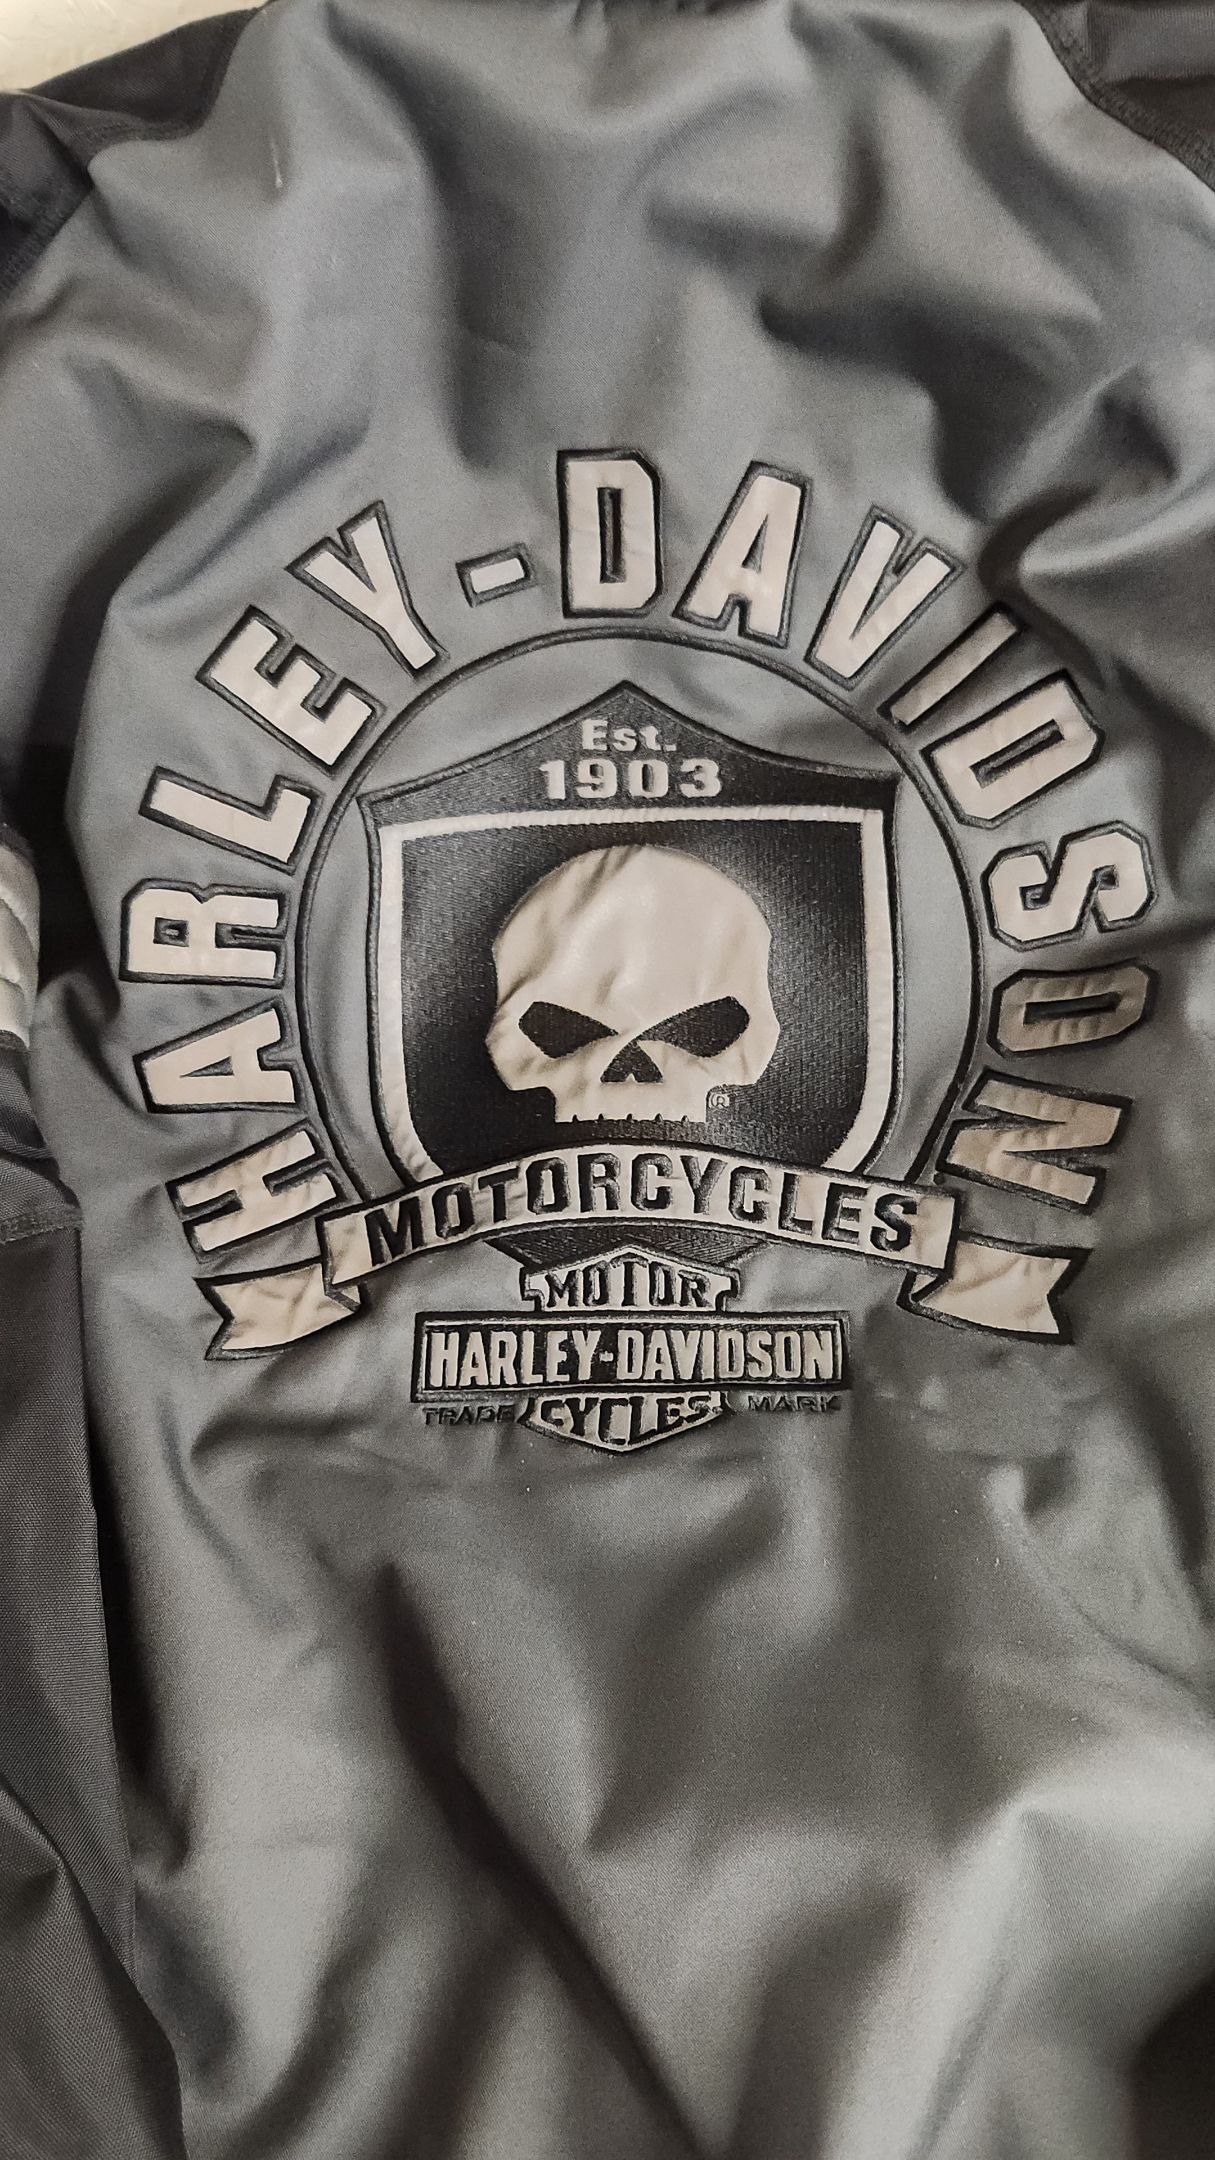 HARLEY-DAVIDSON
Est.
1903
®
MOTORCYCLES
MOTOR
HARLEY-DAVIDSON
TRADE CYCLES MARK